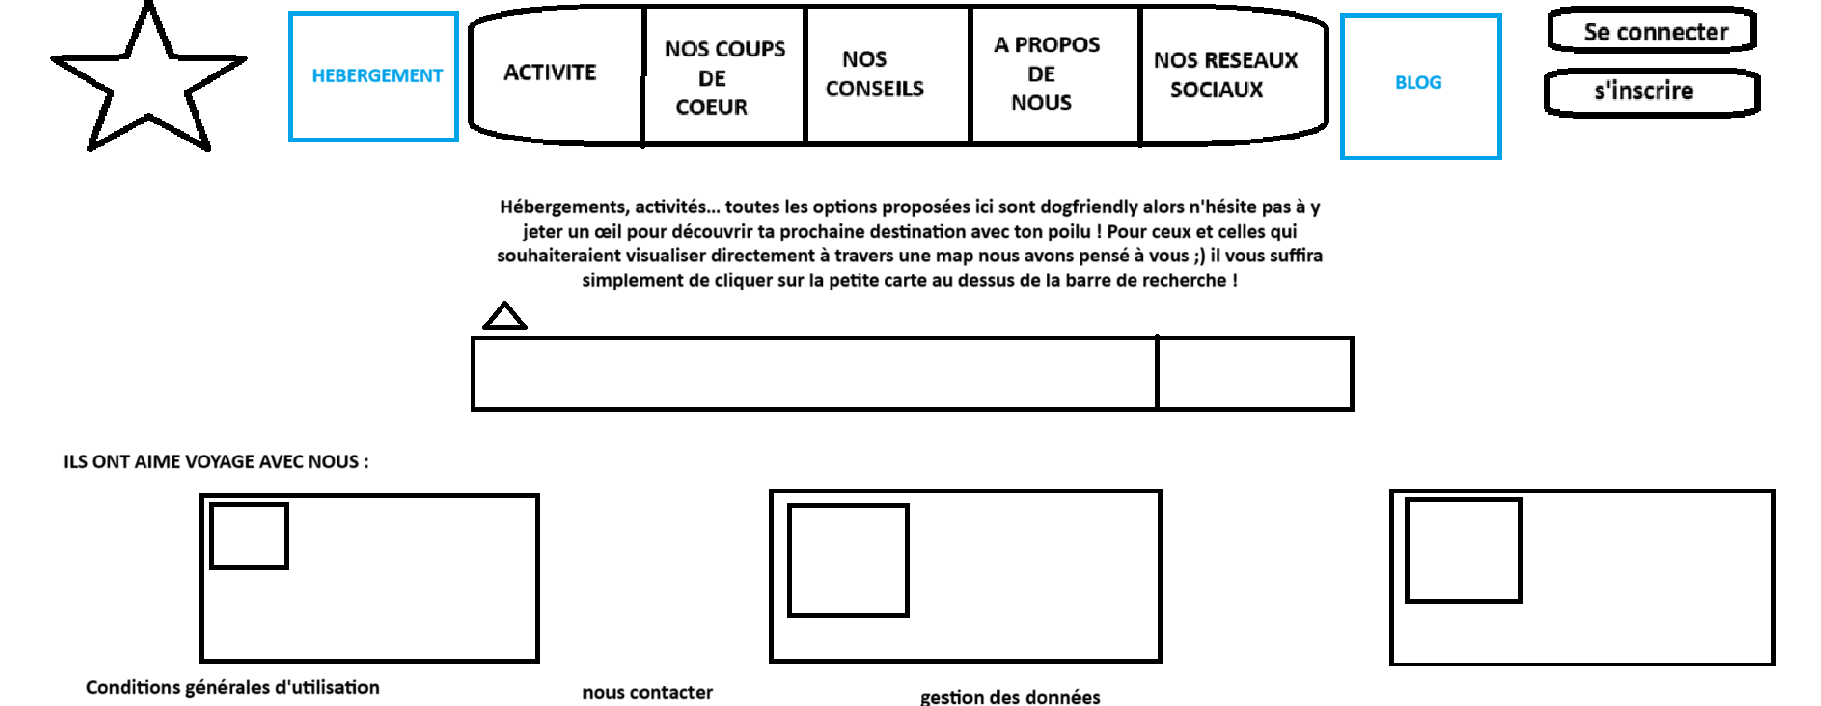 HEBERGEMENT
ACTIVITE
NOS COUPS
DE
COEUR
NOS
CONSEILS
A PROPOS
DE
NOUS
NOS RESEAUX
SOCIAUX
BLOG
Se connecter
s'inscrire
Hébergements, activités... toutes les options proposées ici sont dogfriendly alors n'hésite pas à y
jeter un œil pour découvrir ta prochaine destination avec ton poilu ! Pour ceux et celles qui
souhaiteraient visualiser directement à travers une map nous avons pensé à vous ;) il vous suffira
simplement de cliquer sur la petite carte au dessus de la barre de recherche !
ILS ONT AIME VOYAGE AVEC NOUS :
Conditions générales d'utilisation
nous contacter
gestion des données